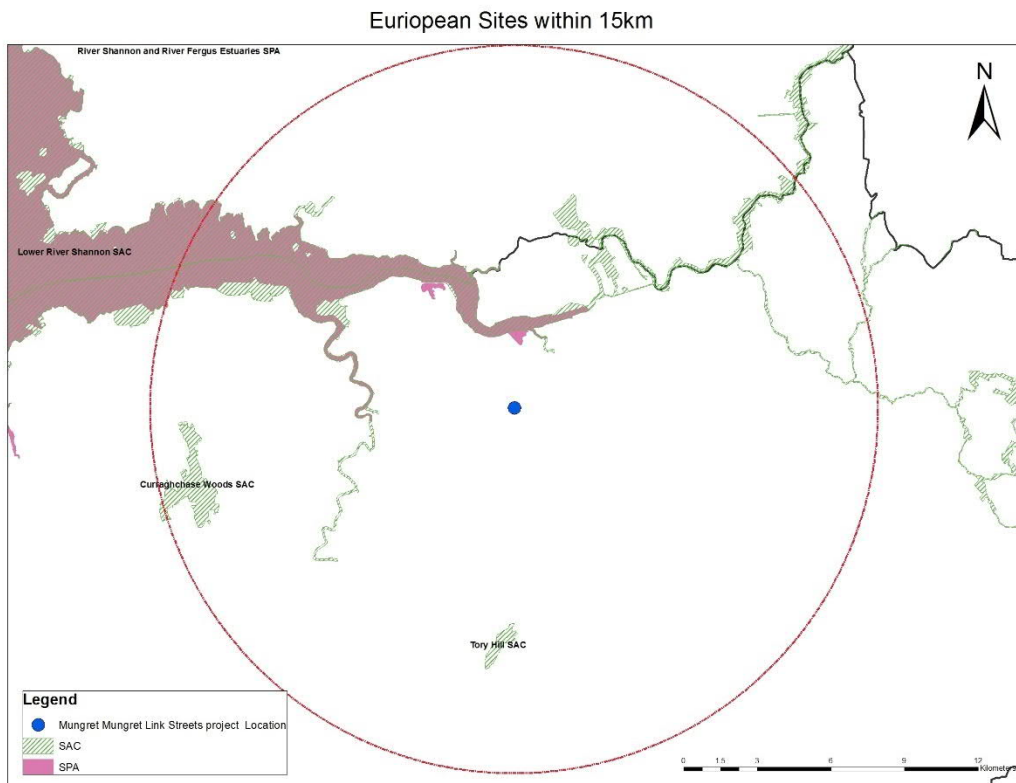 Euriopean Sites within 15km
River Shannon and River Fergus Estuaries SPA
N
Lower River Shannon SAC
Curraghchase Woods SAC
Tory Hill SAC
Legend
Mungret Mungret Link Streets project Location
SAC
SPA
0 1.5 3 6 9 12
Kilometers